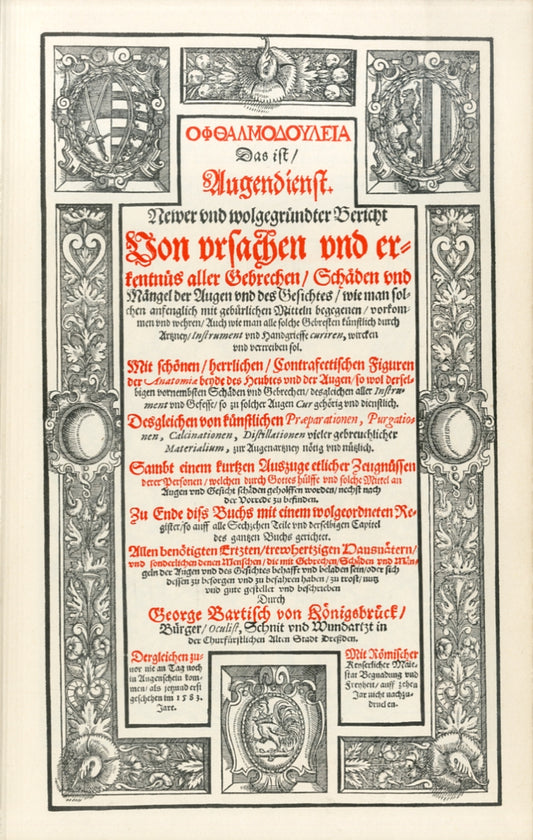 ΟΦΘΑΛΜΟΔΟΥΛΕΙΑ
Das ist/
Augendienst.
Newer vnd wolgegründter Bericht
Von vrsachen vnd er-
kentnüs aller Gebrechen/ Schäden vnd
Mängel der Augen vnd des Gesichtes/ wie man sol-
chen anfenglich mit gebürlichen Mitteln begegenen/ vorkom-
men vnd wehren/ Auch wie man alle solche Gebresten künstlich durch
Artzney/ Instrument vnd Handgrieffe curiren, wircken
vnd vertreiben sol.
Mit schönen/ herrlichen/ Contrafectischen Figuren
der Anatomia beyde des Heubtes vnd der Augen/ so wol dersel-
bigen vornembsten Schäden vnd Gebrechen/ desgleichen aller Instru-
ment vnd Gefesse/ so zu solcher Augen Cur gehörig vnd dienstlich.
Desgleichen von künstlichen Præparationen, Purgatio-
nen, Calcinationen, Distillationen vieler gebreuchlicher
Materialium, zur Augenartzney nötig vnd nützlich.
Sambt einem kurtzen Auszuge etlicher Zeugnüssen
derer Personen/ welchen durch Gottes hülffe vnd solche Mittel an
Augen vnd Gesicht schäden geholffen worden/ nechst nach
der Vorrede zu befinden.
Zu Ende diss Buchs mit einem wolgeordneten Re-
gister/ so auff alle Sechzehen Teile vnd derselbigen Capitel
des gantzen Buchs gerichtet.
Allen benötigten Ertzten/ trewhertzigen Hausuätern/
vnd sonderlichen denen Menschen/ die mit Gebrechen/ Schäden vnd Män-
geln der Augen vnd des Gesichtes behafft vnd beladen sein/ oder sich
dessen zu besorgen vnd zu befahren haben/ zu trost/ nutz
vnd gute gestellet vnd beschrieben
Durch
George Bartisch von Königsbrück/
Bürger/ Oculist, Schnit vnd Wundartzt in
der Churfürstlichen Alten Stadt Dreßden.
Dergleichen zu-
uor nie an Tag noch
in Augenschein kom-
men/ als jetzund erst
geschehen im 1583.
Jare.
Mit Römischer
Keyserlicher Maie-
stat Begnadung vnd
Freyheit/ auff zehen
Jar nicht nachzu-
drucken.